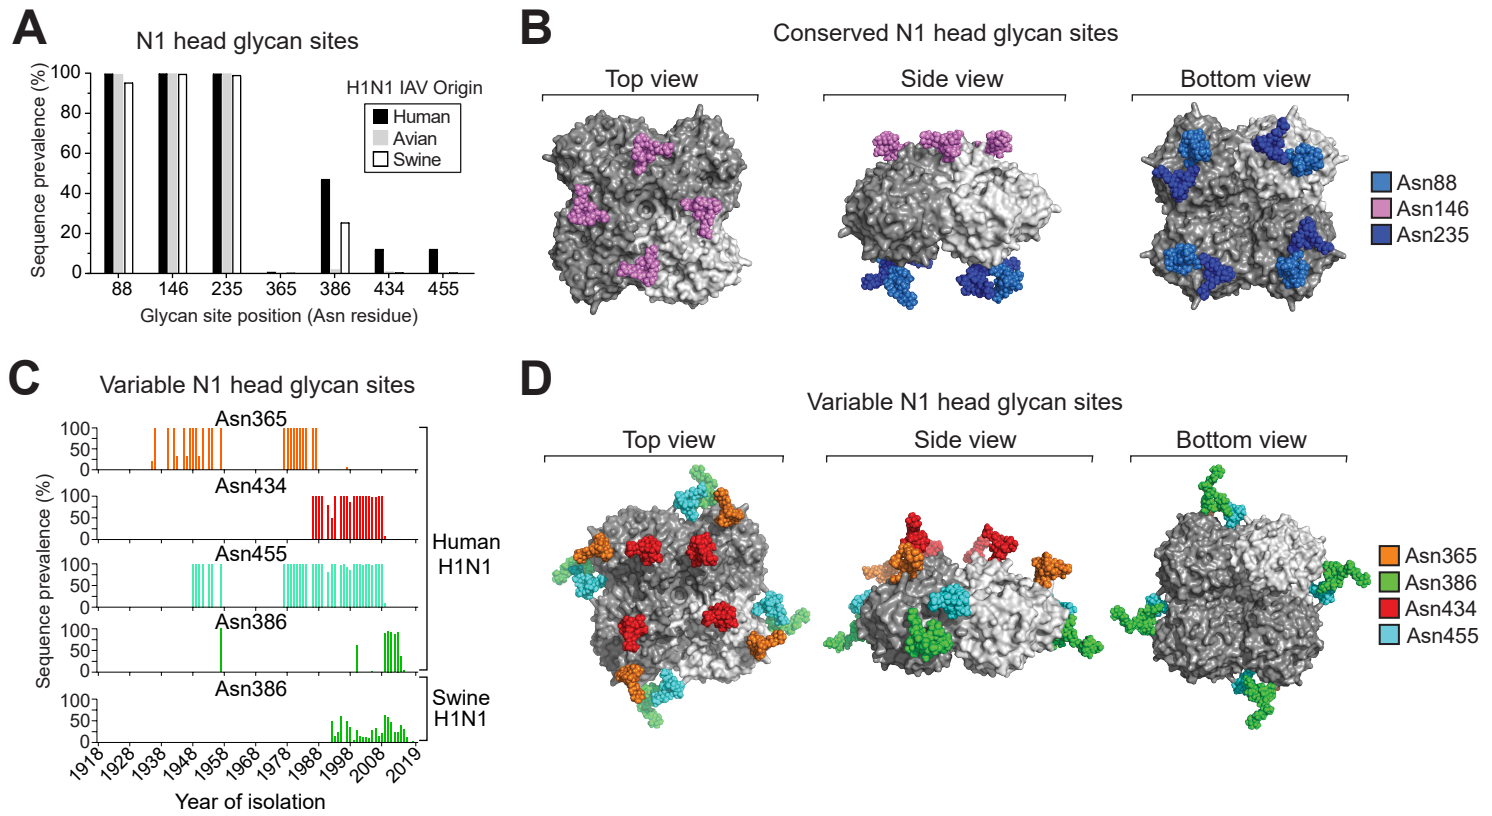 A
N1 head glycan sites
Sequence prevalence (%)
100
80
60
40
20
0
88 146 235 365 386 434 455
Glycan site position (Asn residue)
H1N1 IAV Origin
Human
Avian
Swine
B
Conserved N1 head glycan sites
Top view Side view Bottom view
Asn88
Asn146
Asn235
C
Variable N1 head glycan sites
Sequence prevalence (%)
Asn365
100
50
0
Asn434
100
50
0
Asn455
100
50
0
Asn386
100
50
0
Human
H1N1
Asn386
100
50
0
Swine
H1N1
1918 1928 1938 1948 1958 1968 1978 1988 1998 2008 2019
Year of isolation
D
Variable N1 head glycan sites
Top view Side view Bottom view
Asn365
Asn386
Asn434
Asn455